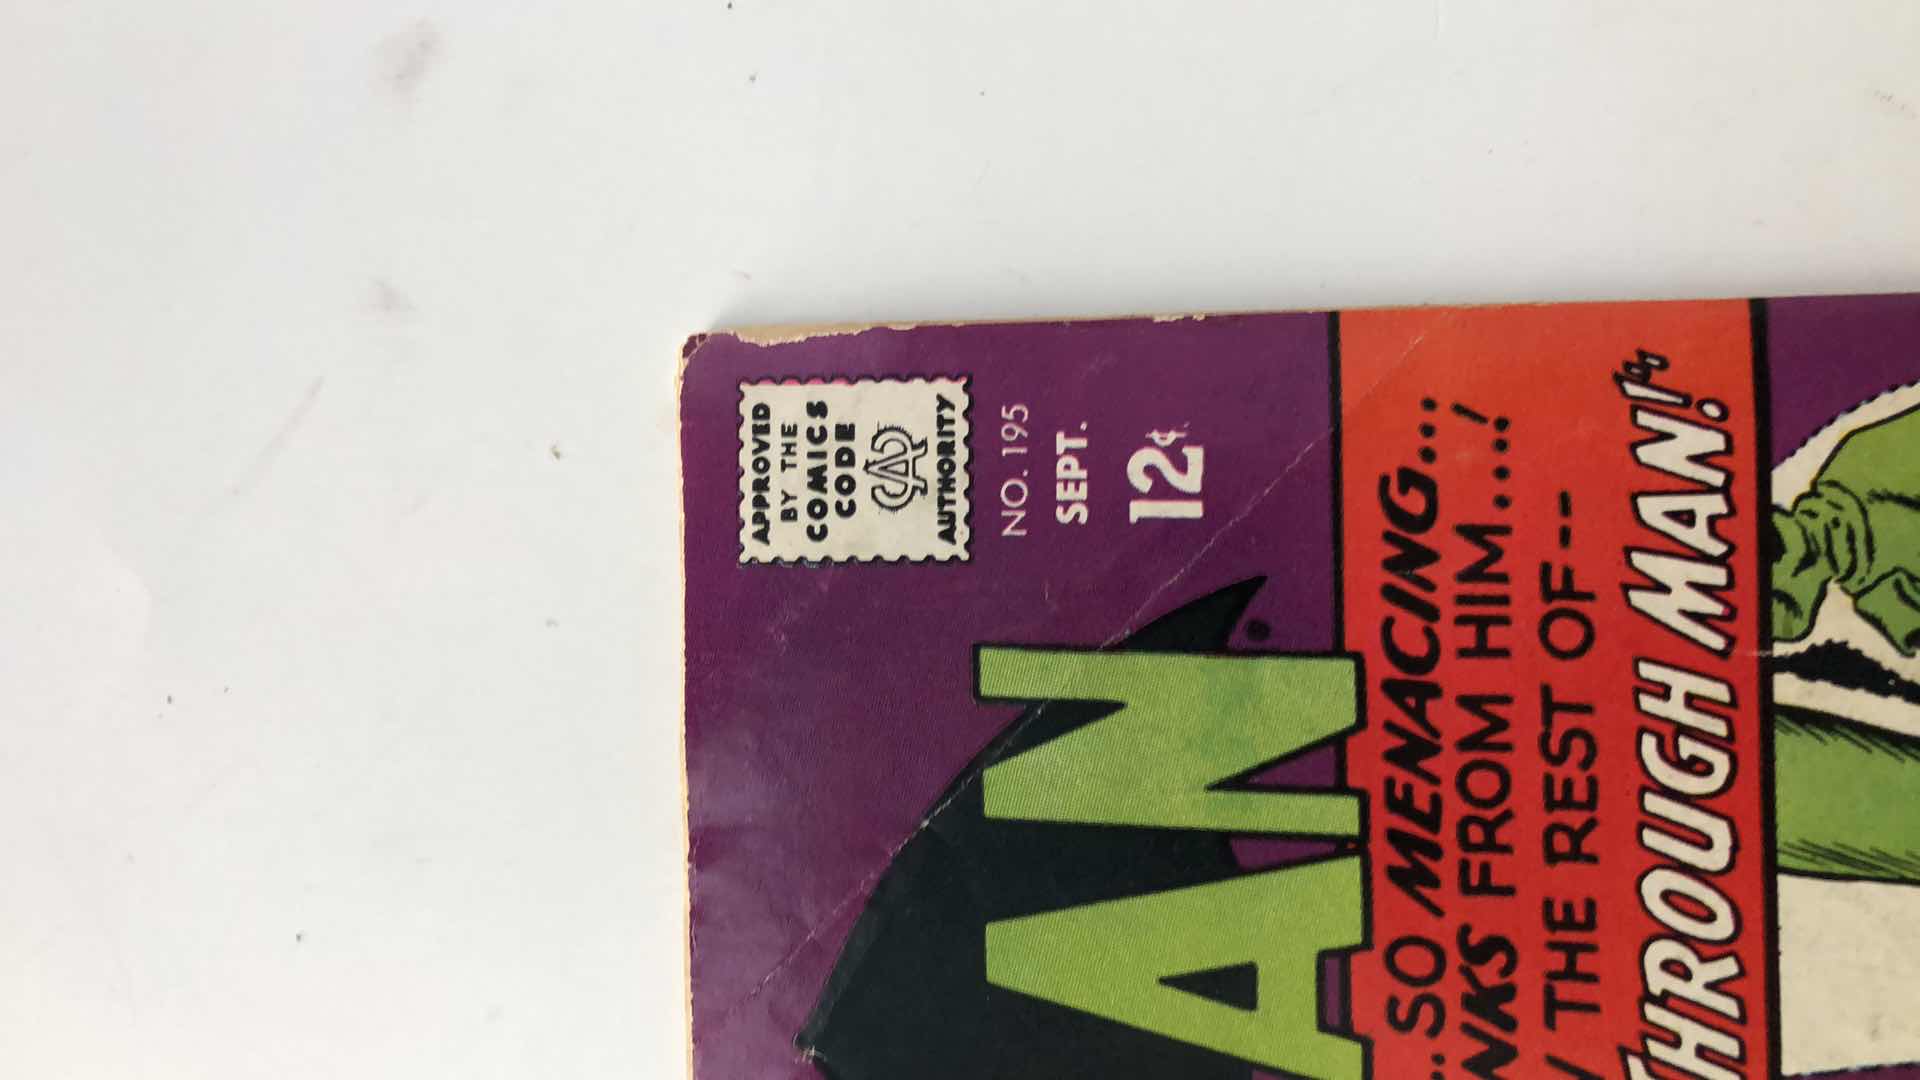 APPROVED
BY THE
COMICS
CODE
CA
AUTHORITY
NO. 195
SEPT.
12¢
AN
...SO MENACING...
FROM HIM...!
THE REST OF--
THROUGH MAN!"